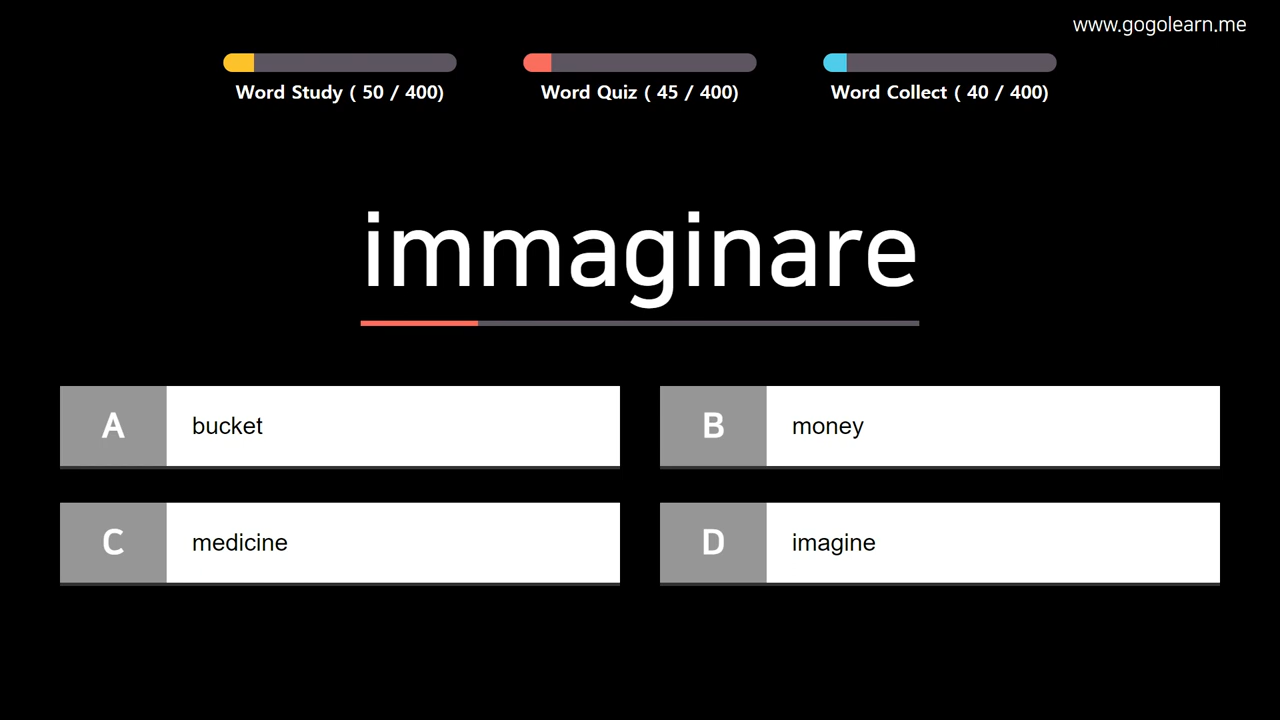 www.gogolearn.me
Word Study ( 50 / 400)
Word Quiz ( 45 / 400)
Word Collect ( 40 / 400)
immaginare
A bucket
B money
C medicine
D imagine